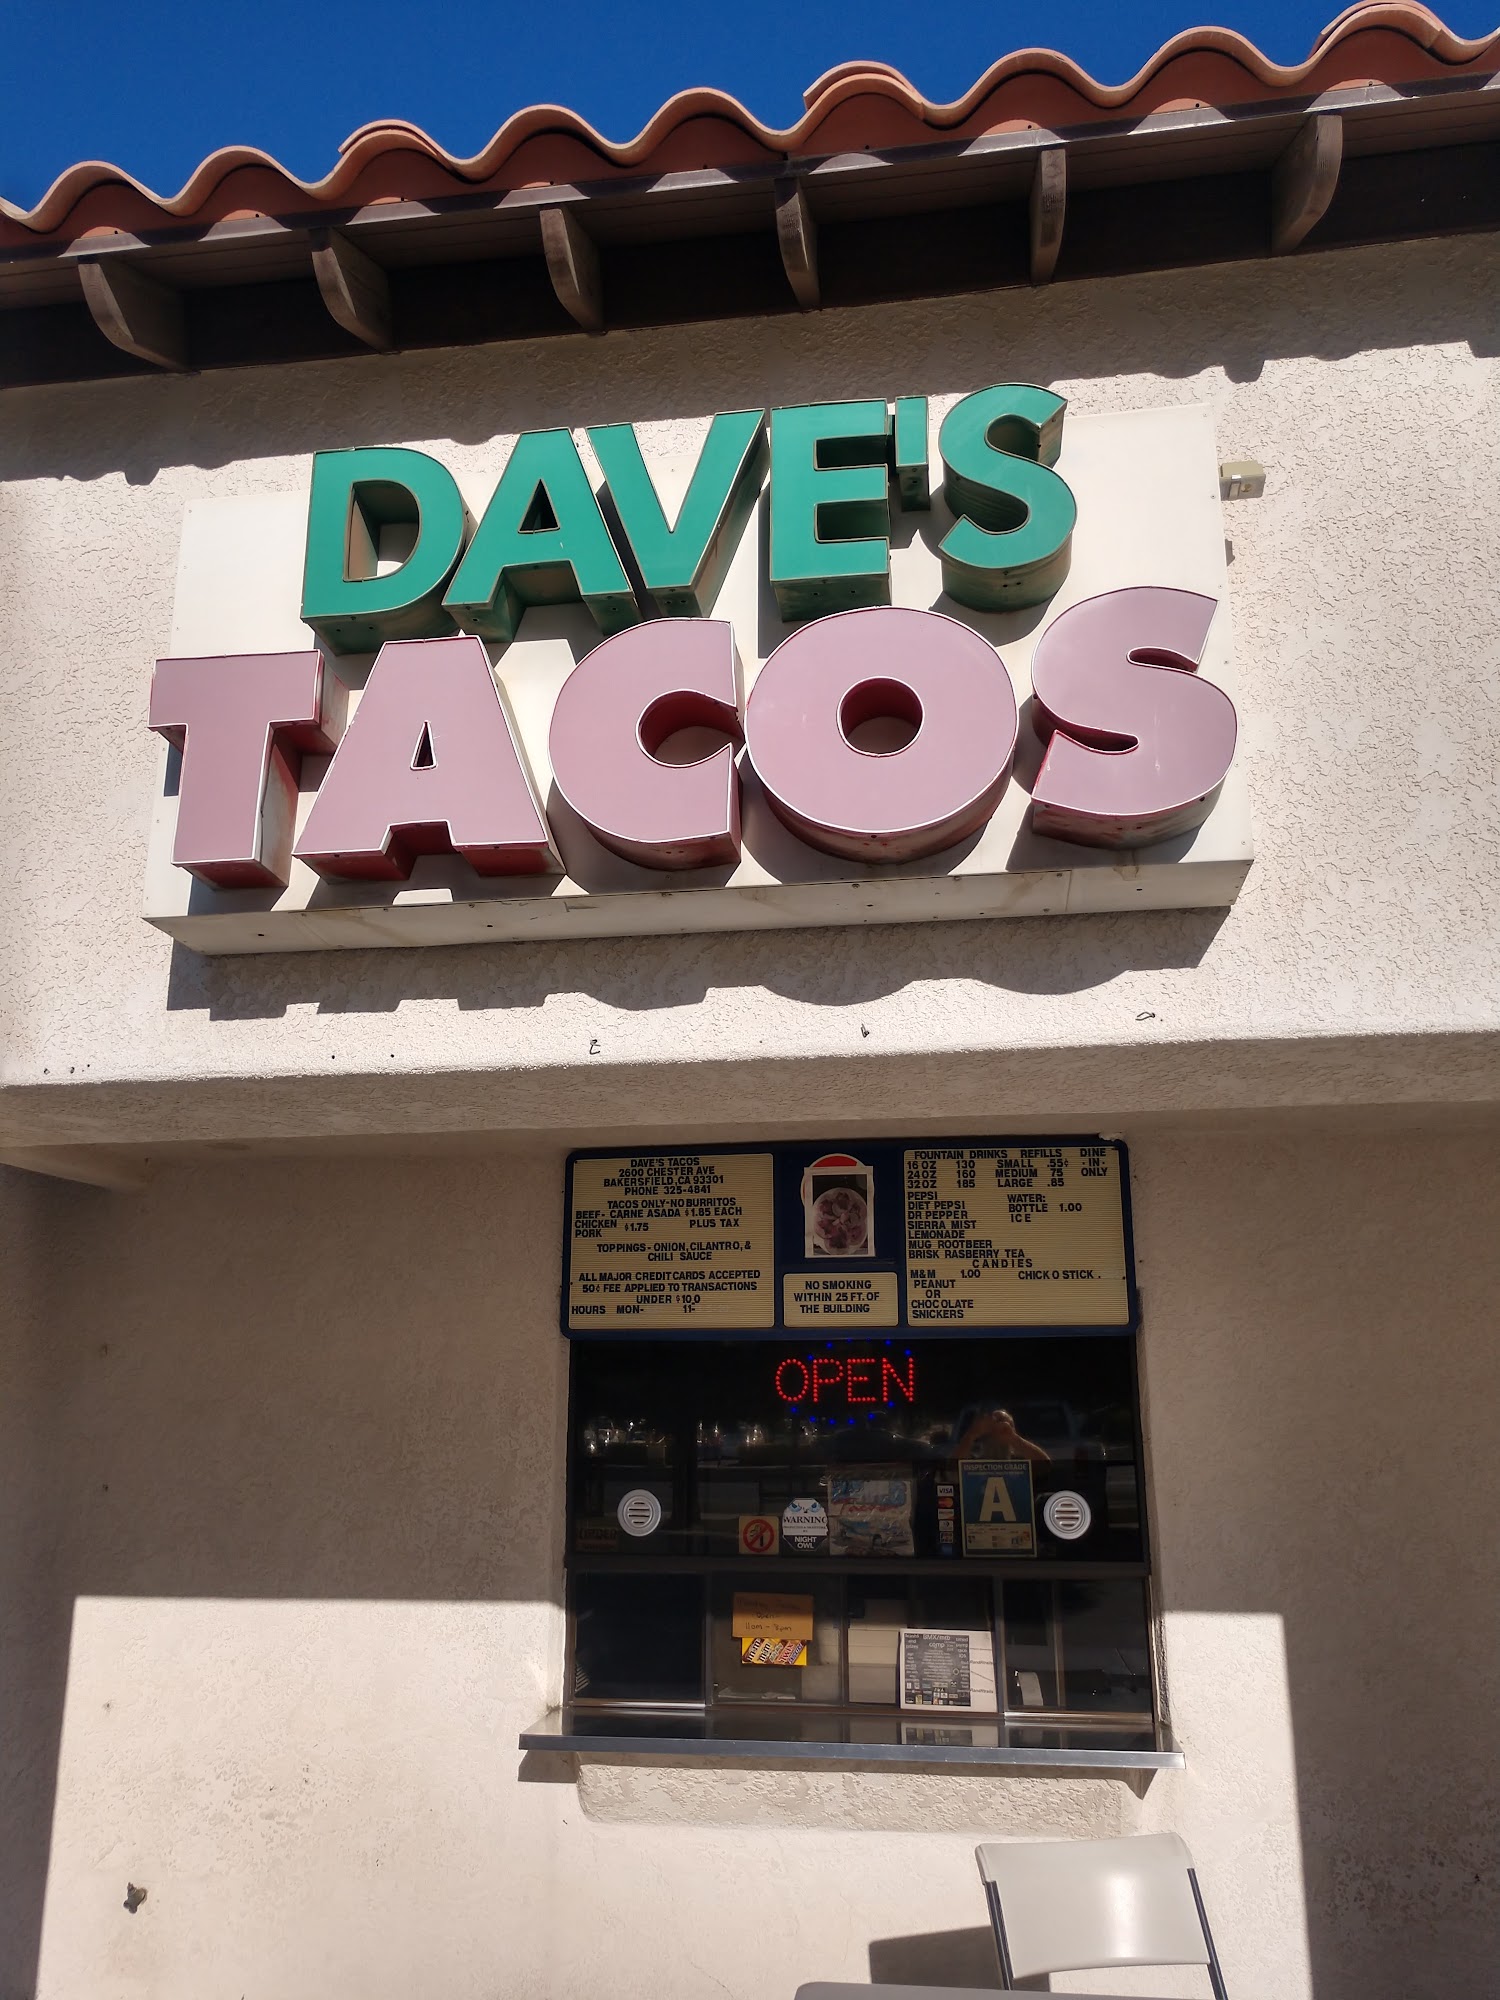 DAVE'S
TACOS
DAVE'S TACOS
2600 CHESTER AVE
BAKERSFIELD, CA 93301
PHONE 325-4841
TACOS ONLY-NO BURRITOS
BEEF- CARNE ASADA $1.85 EACH
CHICKEN $1.75 PLUS TAX
PORK
TOPPINGS- ONION, CILANTRO, &
CHILI SAUCE
ALL MAJOR CREDIT CARDS ACCEPTED
50¢ FEE APPLIED TO TRANSACTIONS
UNDER $10.0
HOURS MON- 11-
NO SMOKING
WITHIN 25 FT. OF
THE BUILDING
FOUNTAIN DRINKS REFILLS DINE
16 OZ 130 SMALL .55¢ -IN-
24 OZ 160 MEDIUM 75 ONLY
32 OZ 185 LARGE .85
PEPSI WATER:
DIET PEPSI BOTTLE 1.00
DR PEPPER ICE
SIERRA MIST
LEMONADE
MUG ROOTBEER
BRISK RASBERRY TEA
CANDIES
M&M 1.00 CHICK O STICK .
PEANUT
OR
CHOCOLATE
SNICKERS
OPEN
INSPECTION GRADE
A
VISA
WARNING
NIGHT
OWL
Open
11am -